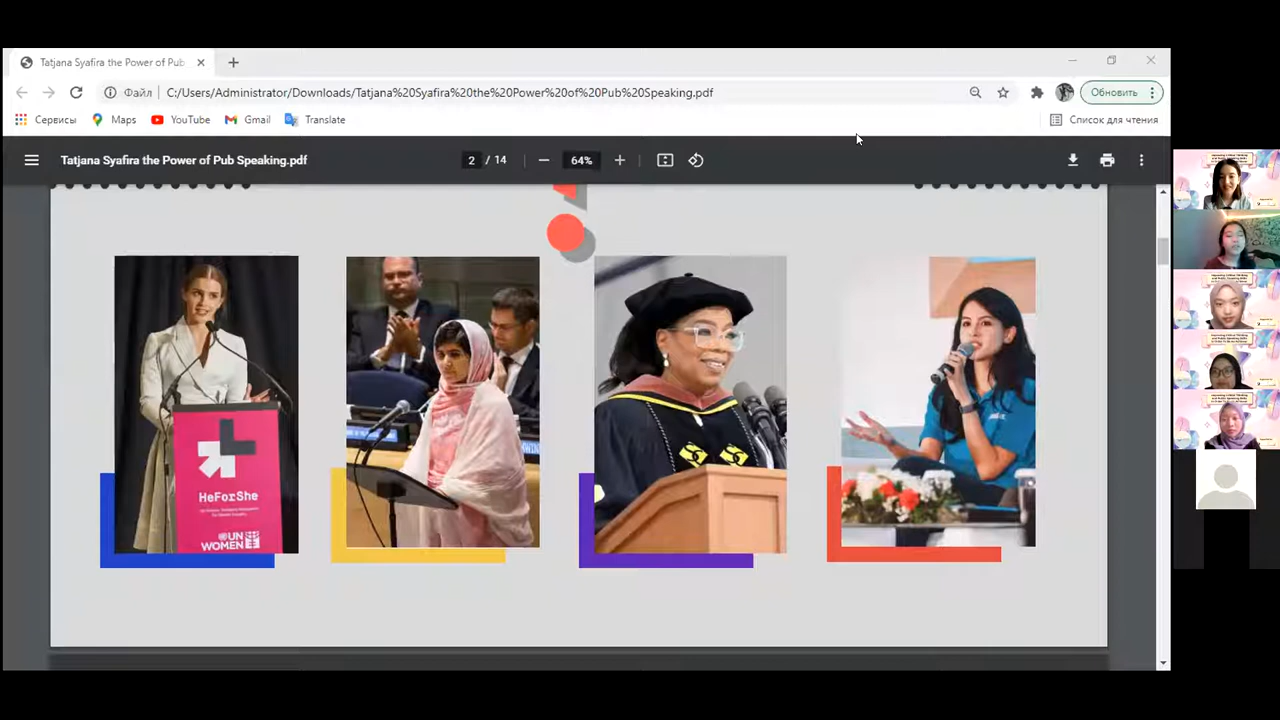 Tatjana Syafira the Power of Pub
Файл
C:/Users/Administrator/Downloads/Tatjana%20Syafira%20the%20Power%20of%20Pub%20Speaking.pdf
Обновить
Сервисы
Maps
YouTube
Gmail
Translate
Список для чтения
Tatjana Syafira the Power of Pub Speaking.pdf
2 / 14
64%
HeForShe
UN
WOMEN